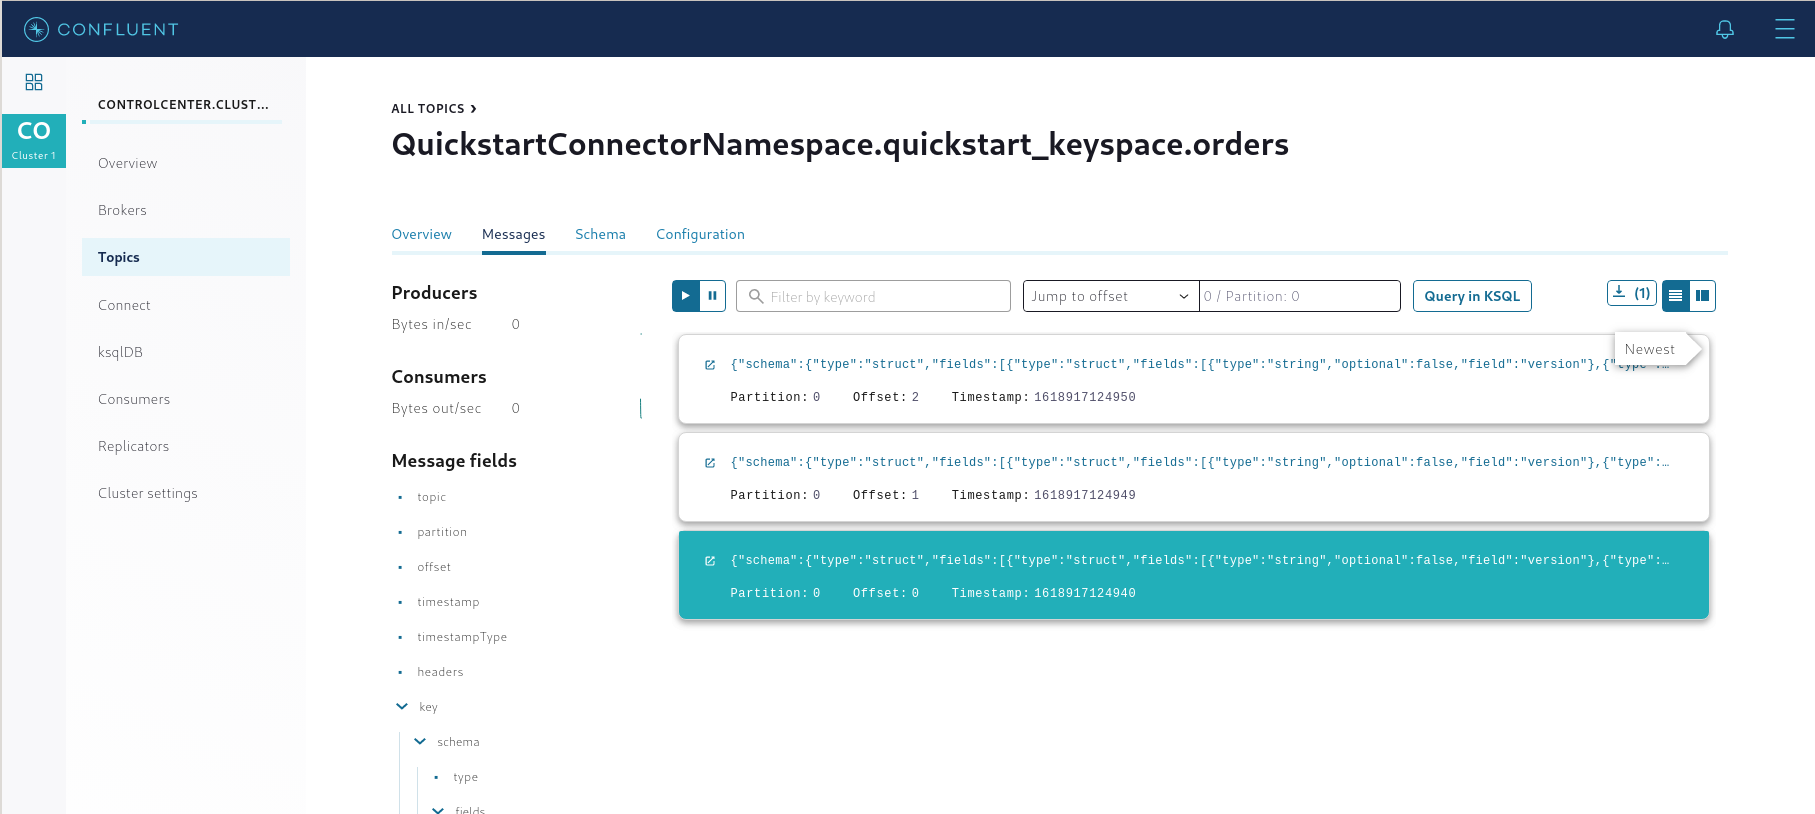 CONFLUENT
CO
Cluster 1
CONTROLCENTER.CLUST...
Overview
Brokers
Topics
Connect
ksqlDB
Consumers
Replicators
Cluster settings
ALL TOPICS ›
QuickstartConnectorNamespace.quickstart_keyspace.orders
Overview Messages Schema Configuration
Producers
Bytes in/sec 0
Consumers
Bytes out/sec 0
Message fields
topic
partition
offset
timestamp
timestampType
headers
key
schema
type
fields
Filter by keyword Jump to offset 0 / Partition: 0 Query in KSQL (1)
Newest
{"schema":{"type":"struct","fields":[{"type":"struct","fields":[{"type":"string","optional":false,"field":"version"},{"type":…
Partition: 0 Offset: 2 Timestamp: 1618917124950
{"schema":{"type":"struct","fields":[{"type":"struct","fields":[{"type":"string","optional":false,"field":"version"},{"type":…
Partition: 0 Offset: 1 Timestamp: 1618917124949
{"schema":{"type":"struct","fields":[{"type":"struct","fields":[{"type":"string","optional":false,"field":"version"},{"type":…
Partition: 0 Offset: 0 Timestamp: 1618917124940